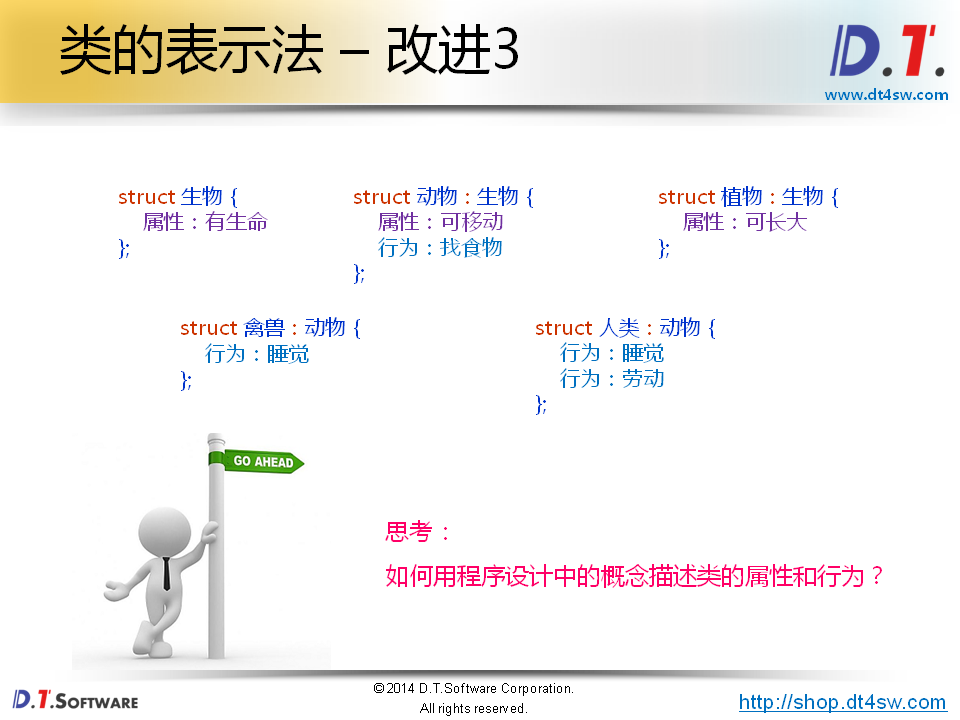 类的表示法 – 改进3
D.T.
www.dt4sw.com
struct 生物 {
属性：有生命
};
struct 动物 : 生物 {
属性：可移动
行为：找食物
};
struct 植物 : 生物 {
属性：可长大
};
struct 禽兽 : 动物 {
行为：睡觉
};
struct 人类 : 动物 {
行为：睡觉
行为：劳动
};
GO AHEAD
思考：
如何用程序设计中的概念描述类的属性和行为？
D.T.SOFTWARE
©2014 D.T.Software Corporation.
All rights reserved.
http://shop.dt4sw.com